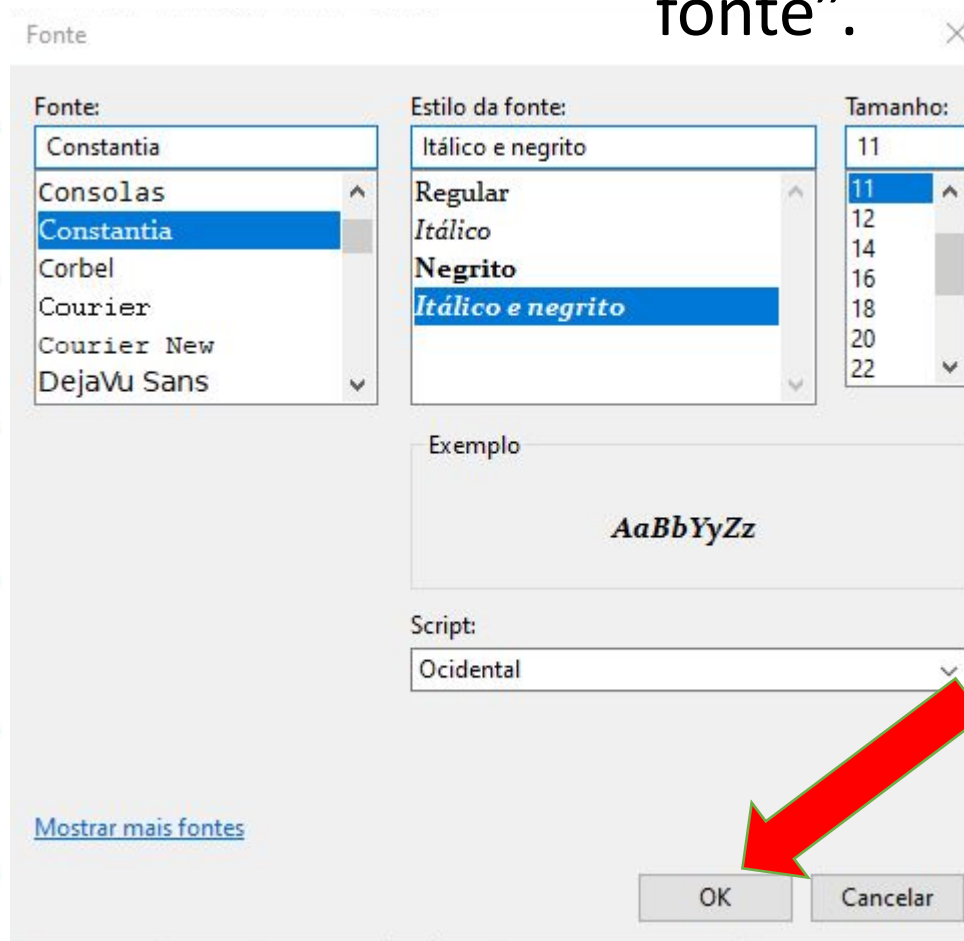 fonte”.
Fonte
Fonte:
Constantia
Consolas
Constantia
Corbel
Courier
Courier New
DejaVu Sans
Estilo da fonte:
Itálico e negrito
Regular
Itálico
Negrito
Itálico e negrito
Tamanho:
11
11
12
14
16
18
20
22
Exemplo
AaBbYyZz
Script:
Ocidental
Mostrar mais fontes
OK
Cancelar